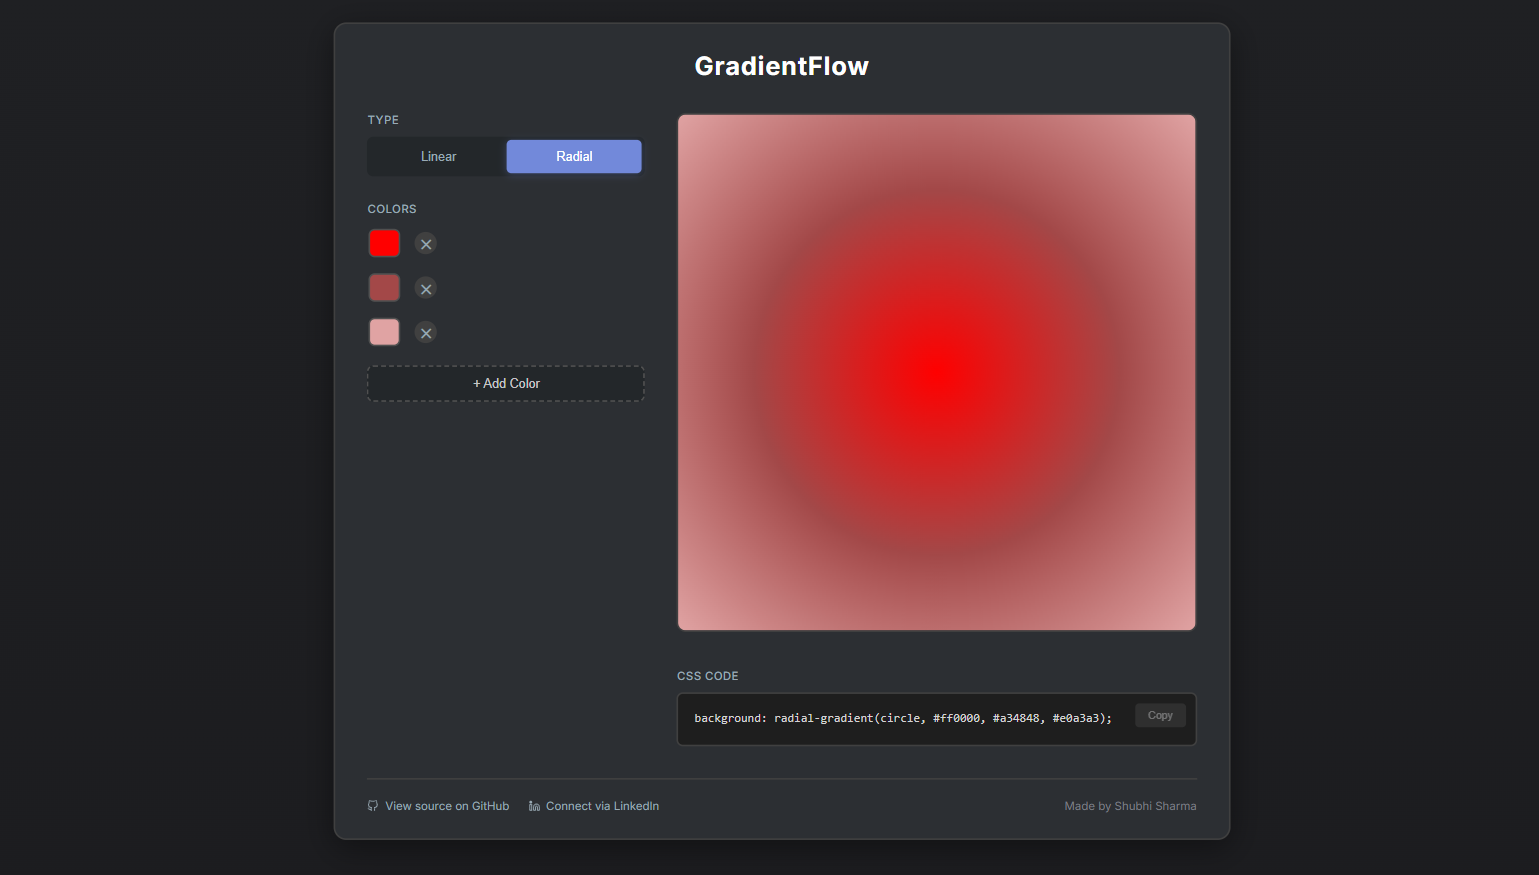 GradientFlow
TYPE
Linear
Radial
COLORS
+ Add Color
CSS CODE
background: radial-gradient(circle, #ff0000, #a34848, #e0a3a3);
Copy
View source on GitHub
Connect via LinkedIn
Made by Shubhi Sharma